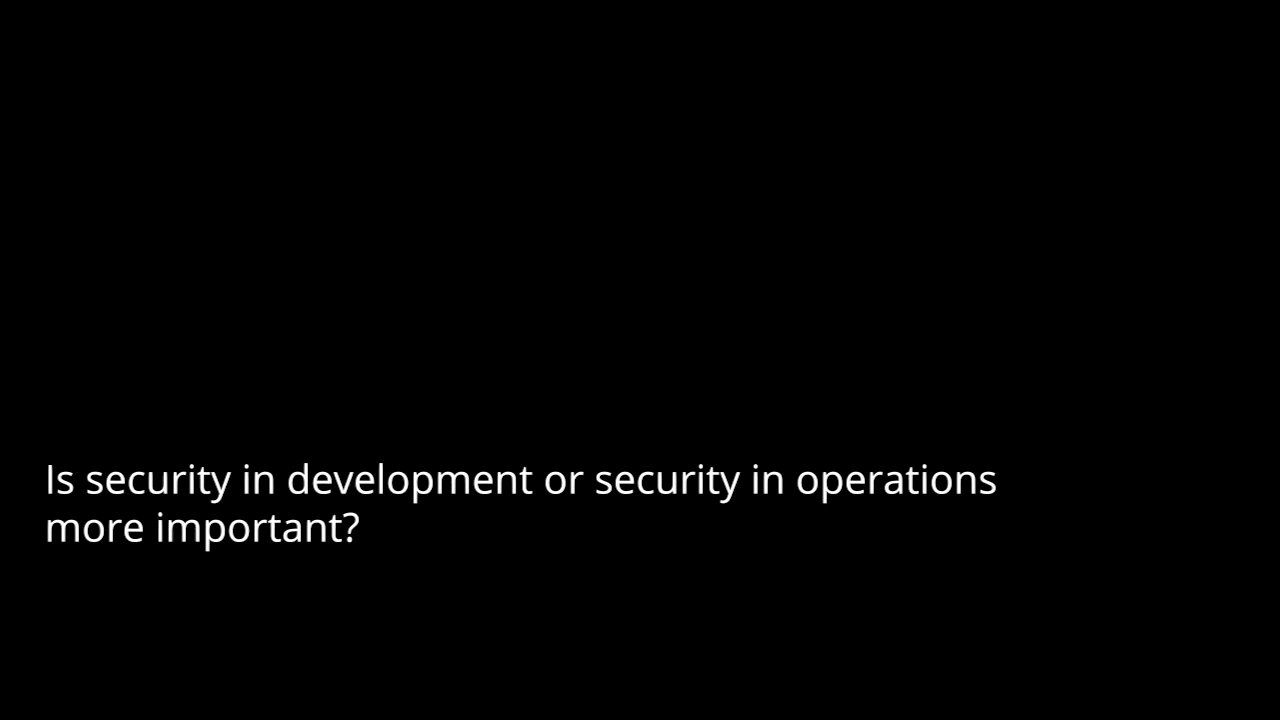 Is security in development or security in operations
more important?